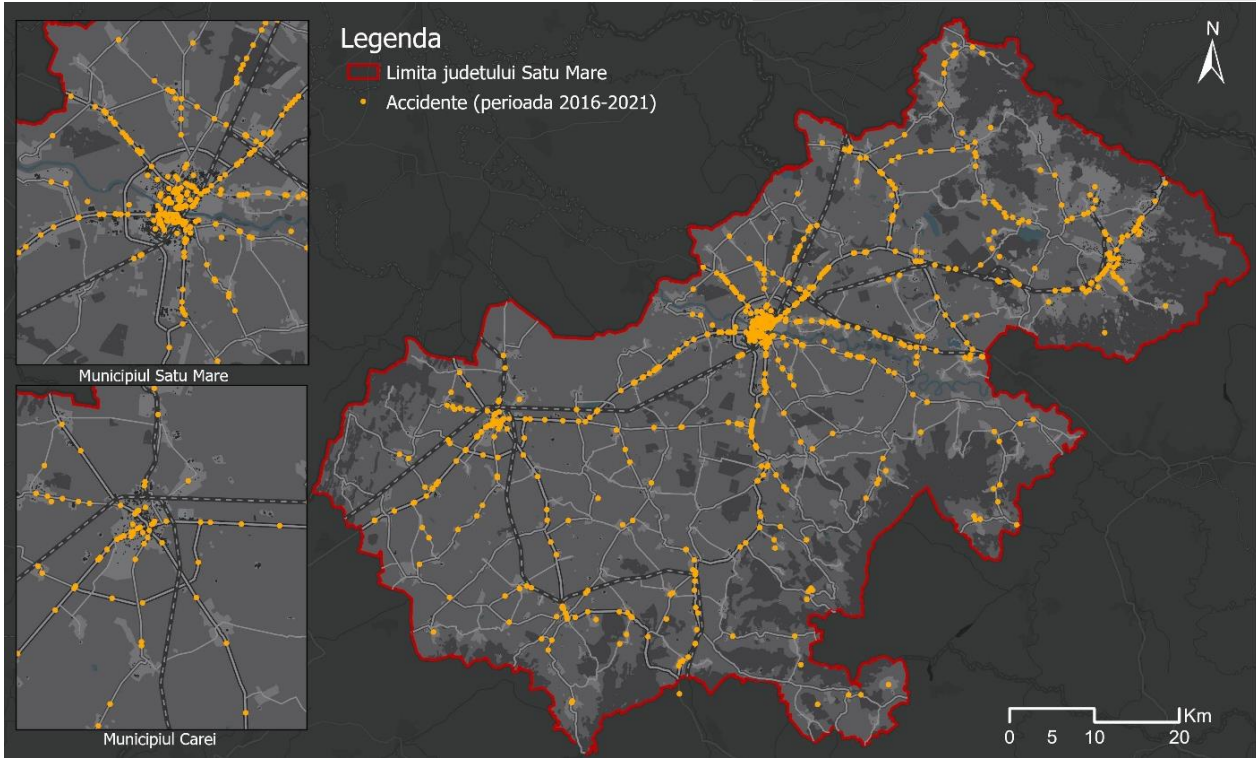 Legenda
Limita judetului Satu Mare
Accidente (perioada 2016-2021)
N
Municipiul Satu Mare
Municipiul Carei
Km
0 5 10 20